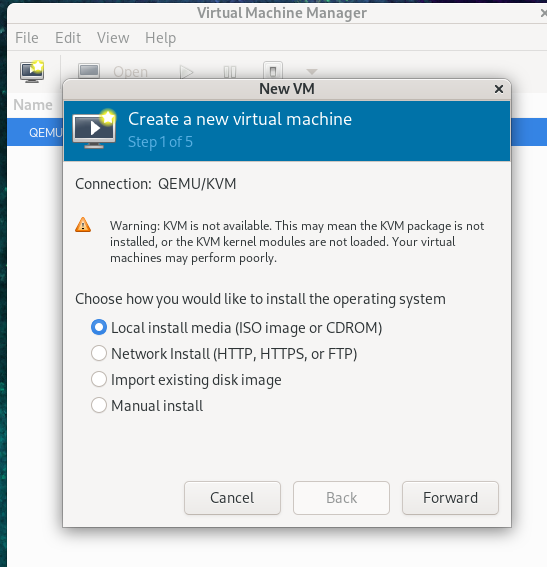 Virtual Machine Manager
File Edit View Help
Open
New VM
Name
Create a new virtual machine
QEMU
Step 1 of 5
Connection: QEMU/KVM
Warning: KVM is not available. This may mean the KVM package is not
installed, or the KVM kernel modules are not loaded. Your virtual
machines may perform poorly.
Choose how you would like to install the operating system
Local install media (ISO image or CDROM)
Network Install (HTTP, HTTPS, or FTP)
Import existing disk image
Manual install
Cancel Back Forward